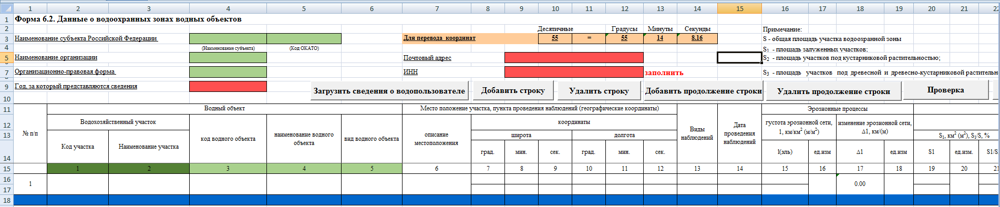 1 2 3 4 5 6 7 8 9 10 11 12 13 14 15 16 17 18 19 20 21
1 Форма 6.2. Данные о водоохранных зонах водных объектов
2 Десятичные Градусы Минуты Секунды Примечание:
3 Наименование субъекта Российской Федерации Для перевода координат 55 = 55 14 8.16 S - общая площадь участка водоохранной зоны
4 (Наименование субъекта) (Код ОКАТО) S1 - площадь залуженных участков;
5 Наименование организации Почтовый адрес S2 - площадь участков под кустарниковой растительностью;
7 Организационно-правовая форма ИНН заполнить S3 - площадь участков под древесной и древесно-кустарниковой растительн
9 Год, за который представляются сведения
Загрузить сведения о водопользователе Добавить строку Удалить строку Добавить продолжение строки Удалить продолжение строки Проверка
10
11 Водный объект Место положение участка, пункта проведения наблюдений (географические координаты) Эрозионные процессы
12 Водохозяйственный участок координаты густота эрозионной сети, изменение эрозионной сети,
1, км/км² (м/м²) Δ1, км/(м)
№ п/п код водного объекта наименование водного объекта вид водного объекта описание местоположения Виды наблюдений Дата проведения наблюдений
13 широта долгота S1, км² (м²), S1/S, %
14 Код участка Наименование участка град. мин. сек. град. мин. сек. l(эль) ед.изм Δ1 ед.изм S1 ед.изм. S1/S
15 1 2 3 4 5 6 7 8 9 10 11 12 13 14 15 16 17 18 19 20 21
16
1 0.00
17
18